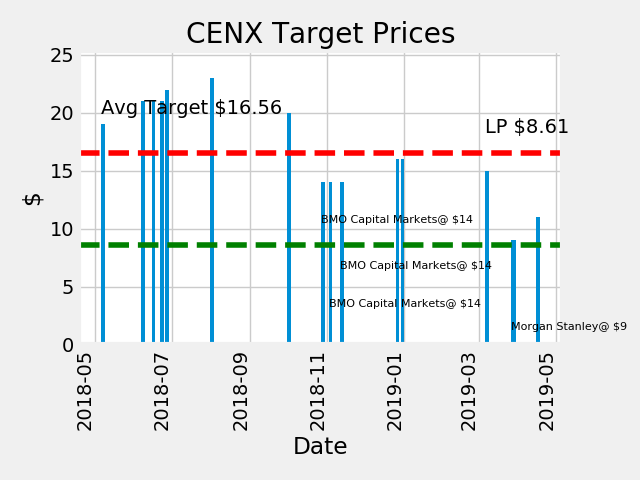 CENX Target Prices
25
20
15
10
5
0
$
Avg Target $16.56
LP $8.61
BMO Capital Markets@ $14
BMO Capital Markets@ $14
BMO Capital Markets@ $14
Morgan Stanley@ $9
2018-05
2018-07
2018-09
2018-11
2019-01
2019-03
2019-05
Date